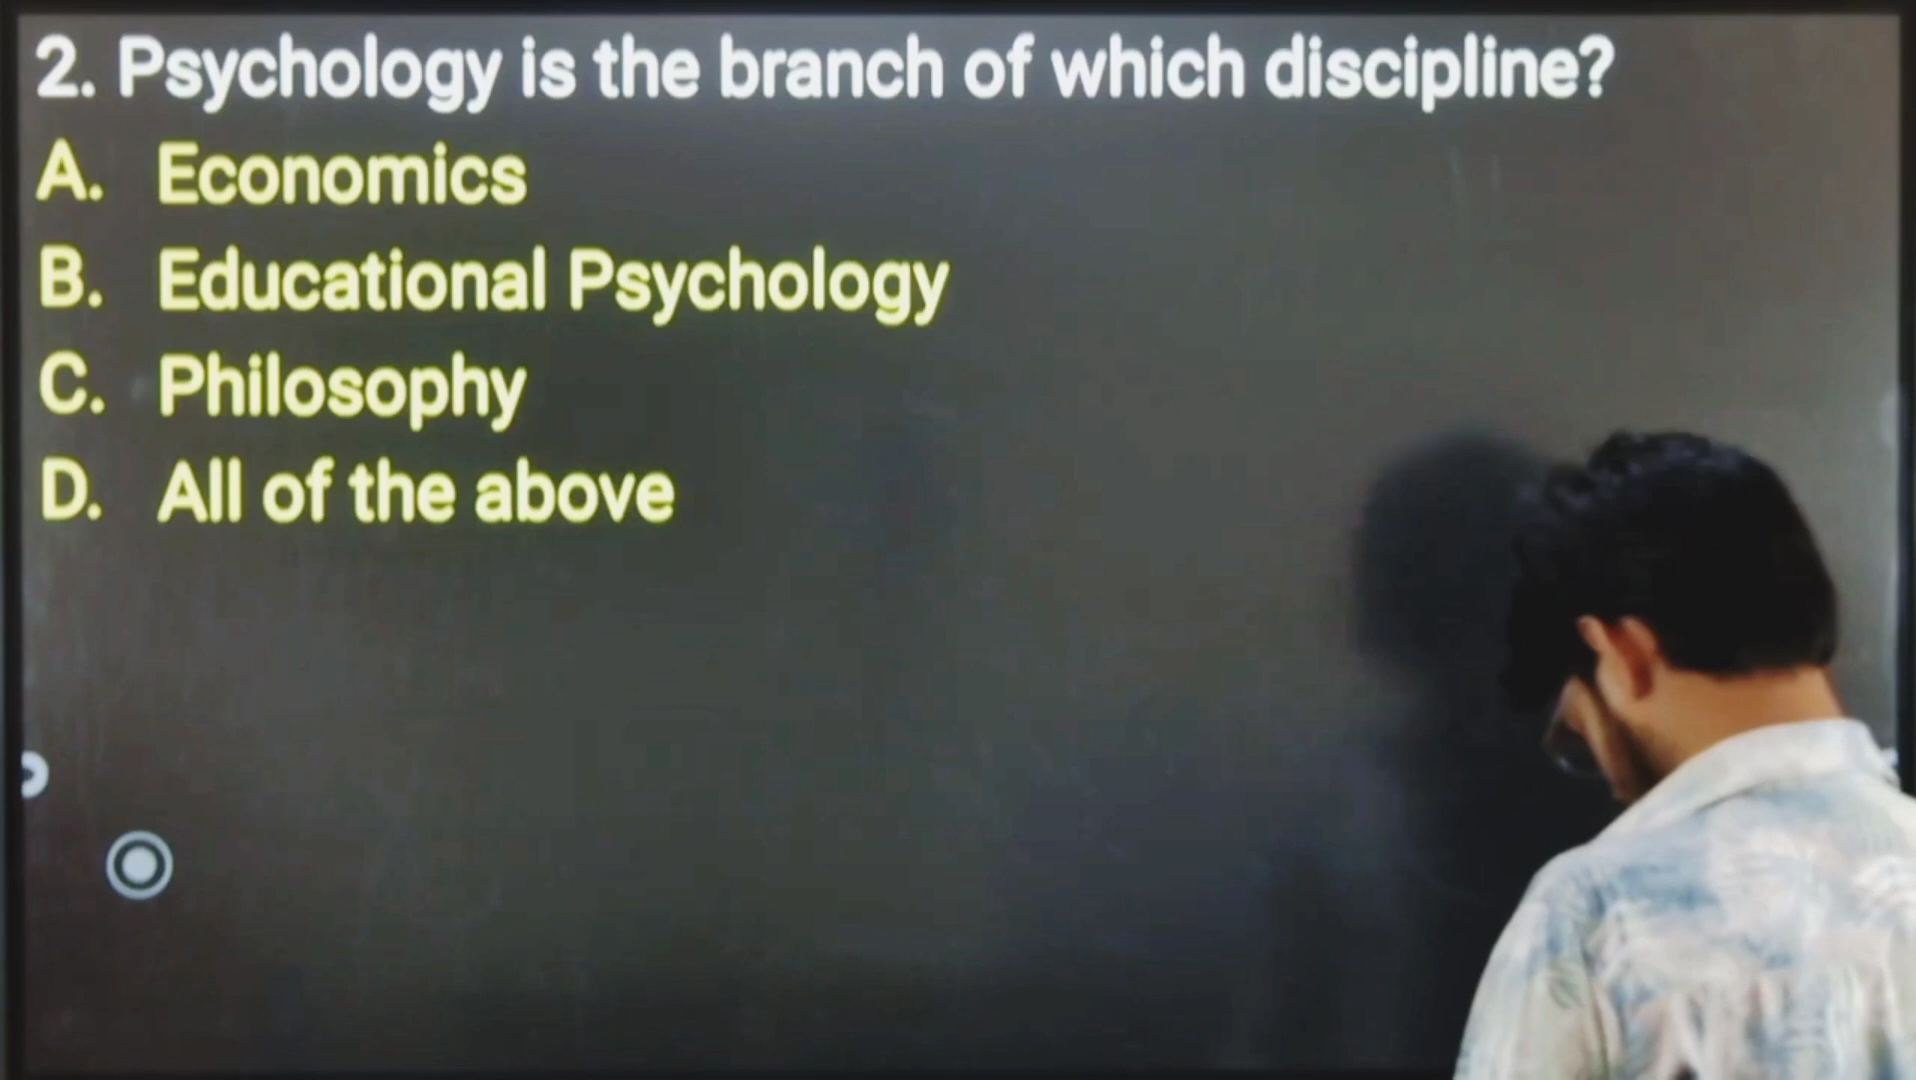 2. Psychology is the branch of which discipline?
A. Economics
B. Educational Psychology
C. Philosophy
D. All of the above